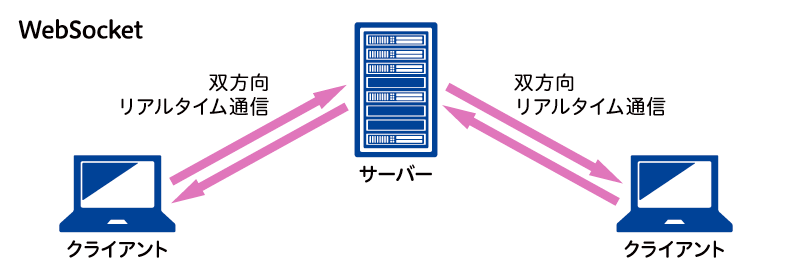 WebSocket
双方向
リアルタイム通信
双方向
リアルタイム通信
サーバー
クライアント
クライアント